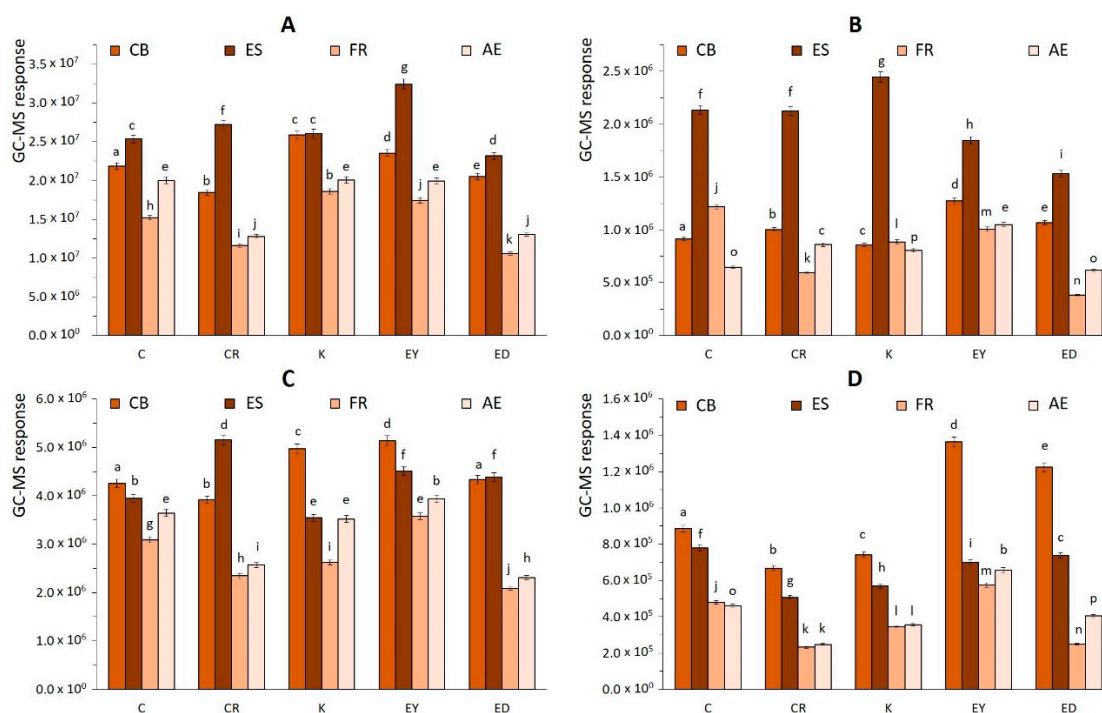 A
GC-MS response
CB ES FR AE
3.5 x 10⁷
3.0 x 10⁷
2.5 x 10⁷
2.0 x 10⁷
1.5 x 10⁷
1.0 x 10⁷
5.0 x 10⁶
0.0 x 10⁰
a c h e
b f i j
c c b e
d g j e
e d k j
C CR K EY ED
B
GC-MS response
CB ES FR AE
2.5 x 10⁶
2.0 x 10⁶
1.5 x 10⁶
1.0 x 10⁶
5.0 x 10⁵
0.0 x 10⁰
a f j o
b f k c
c g l p
d h m e
e i n o
C CR K EY ED
C
GC-MS response
CB ES FR AE
6.0 x 10⁶
5.0 x 10⁶
4.0 x 10⁶
3.0 x 10⁶
2.0 x 10⁶
1.0 x 10⁶
0.0 x 10⁰
a b g e
b d h i
c e i e
d f e b
a f j h
C CR K EY ED
D
GC-MS response
CB ES FR AE
1.6 x 10⁶
1.4 x 10⁶
1.2 x 10⁶
1.0 x 10⁶
8.0 x 10⁵
6.0 x 10⁵
4.0 x 10⁵
2.0 x 10⁵
0.0 x 10⁰
a f j o
b g k k
c h l l
d i m b
e c n p
C CR K EY ED